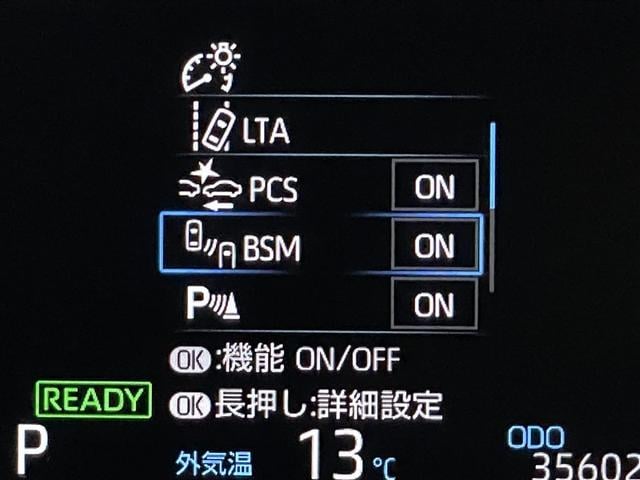 LTA
PCS ON
BSM ON
P ON
OK:機能 ON/OFF
READY OK長押し:詳細設定
P 外気温 13℃ ODO 35602